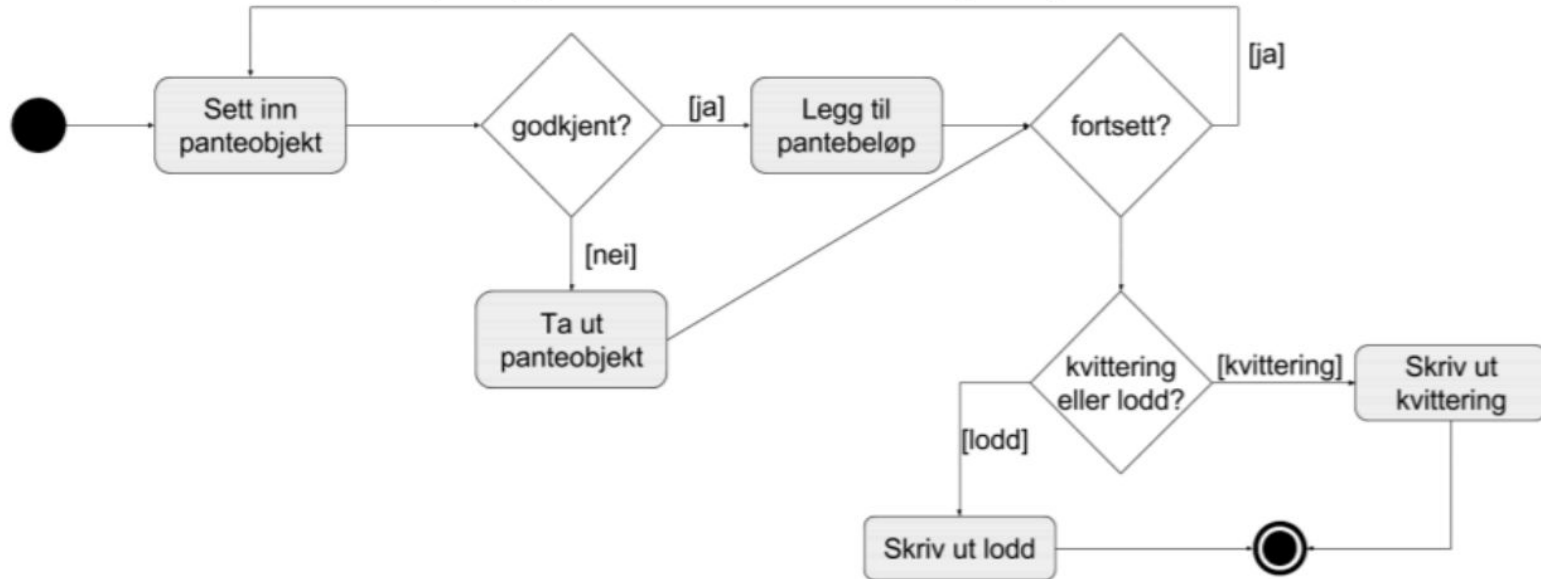 [ja]
Sett inn
panteobjekt
godkjent?
[ja]
Legg til
pantebeløp
fortsett?
[nei]
Ta ut
panteobjekt
kvittering
eller lodd?
[kvittering]
Skriv ut
kvittering
[lodd]
Skriv ut lodd